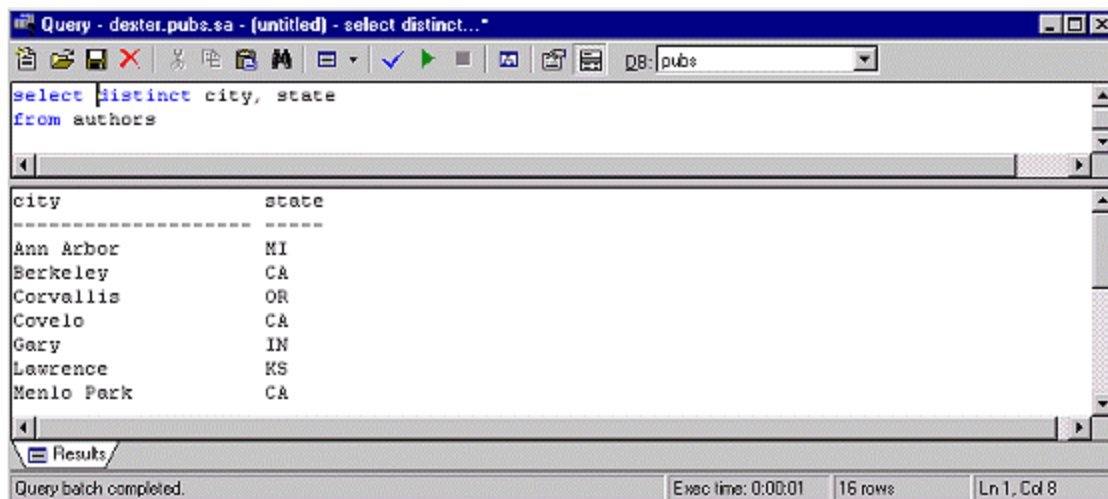 Query - dexter.pubs.sa - (untitled) - select distinct...*
DB: pubs
select distinct city, state
from authors
city state
-------------------- -----
Ann Arbor MI
Berkeley CA
Corvallis OR
Covelo CA
Gary IN
Lawrence KS
Menlo Park CA
Results
Query batch completed. Exec time: 0:00:01 16 rows Ln 1, Col 8